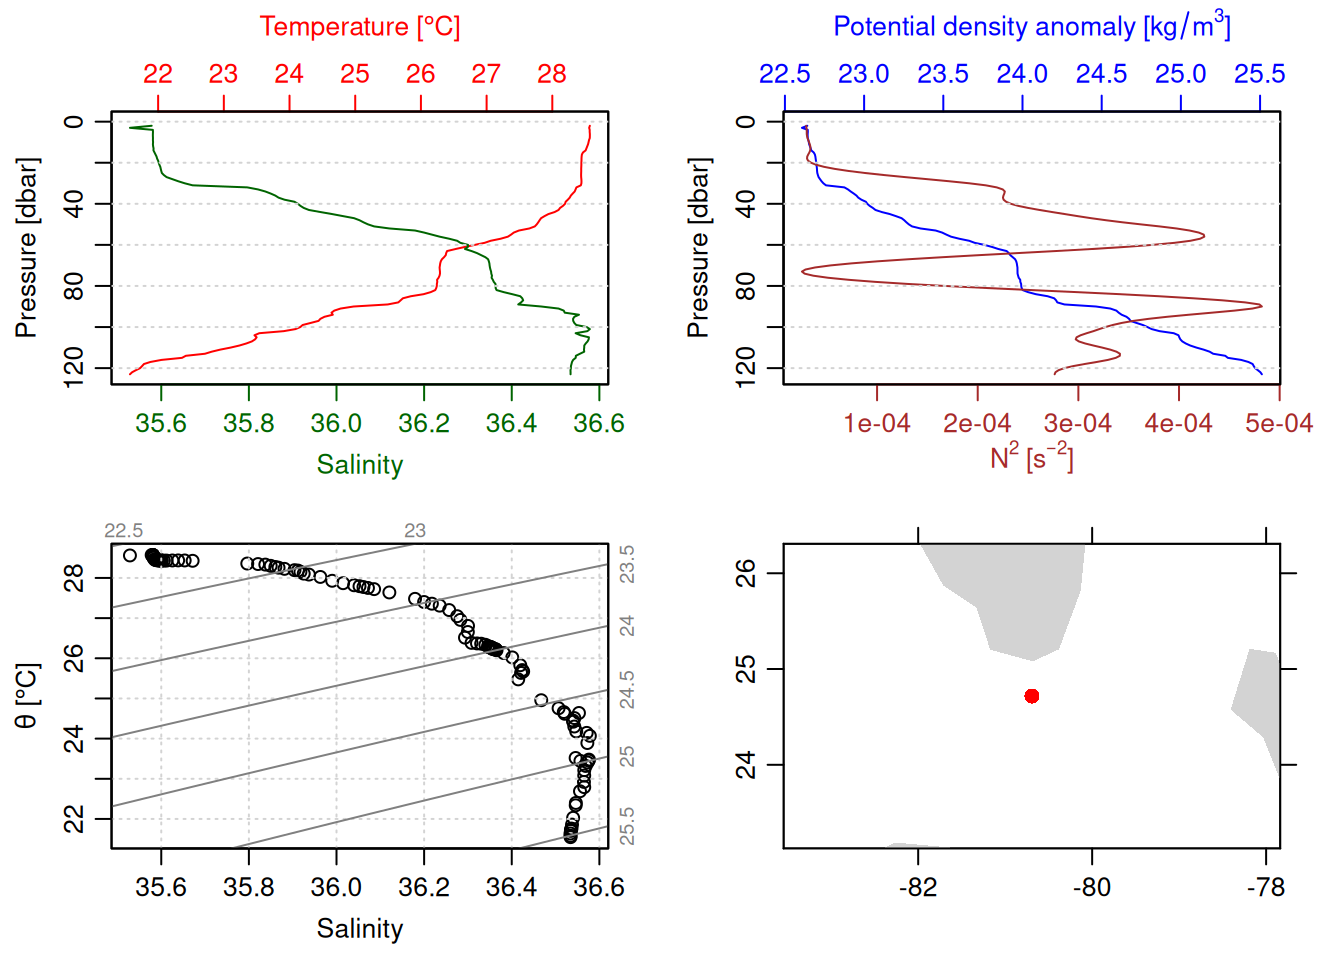 Temperature [°C]
22 23 24 25 26 27 28
Pressure [dbar]
0
40
80
120
35.6 35.8 36.0 36.2 36.4 36.6
Salinity
Potential density anomaly [kg/m³]
22.5 23.0 23.5 24.0 24.5 25.0 25.5
Pressure [dbar]
0
40
80
120
1e-04 2e-04 3e-04 4e-04 5e-04
N² [s⁻²]
22.5 23
23.5
24
24.5
25
25.5
θ [°C]
28
26
24
22
35.6 35.8 36.0 36.2 36.4 36.6
Salinity
26
25
24
-82 -80 -78